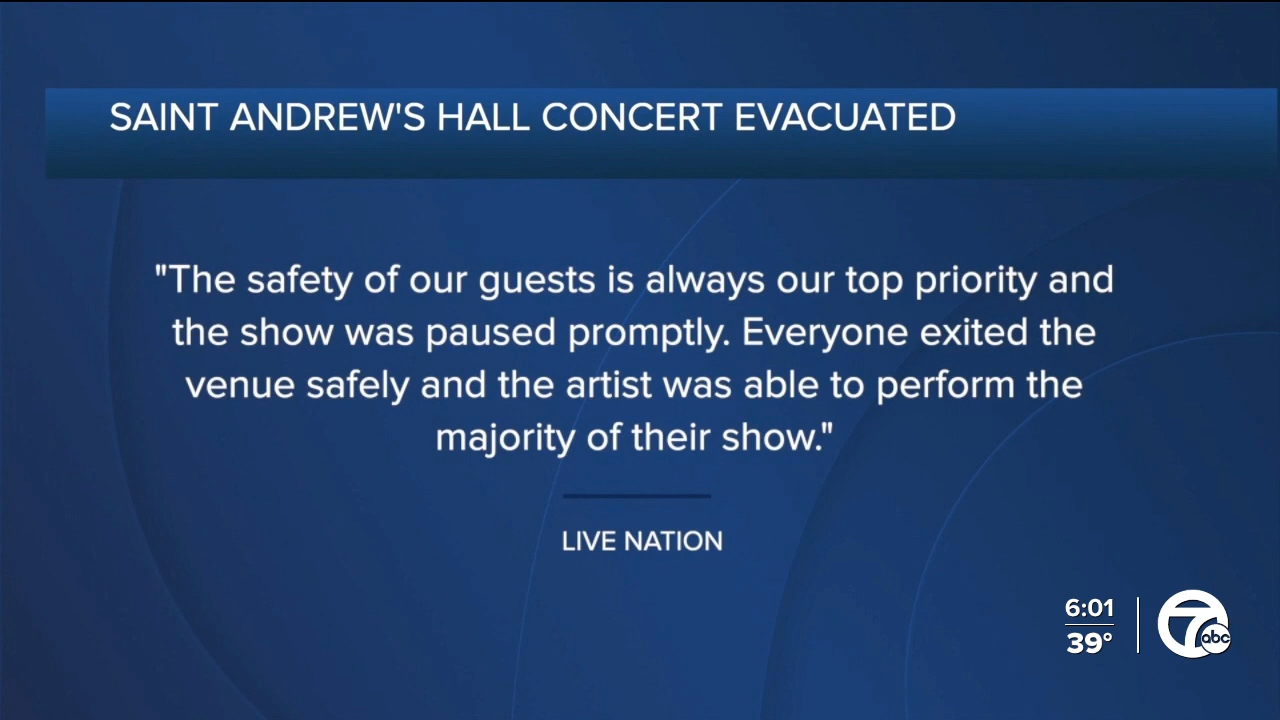 SAINT ANDREW'S HALL CONCERT EVACUATED
"The safety of our guests is always our top priority and
the show was paused promptly. Everyone exited the
venue safely and the artist was able to perform the
majority of their show."
LIVE NATION
6:01
39°
7
abc